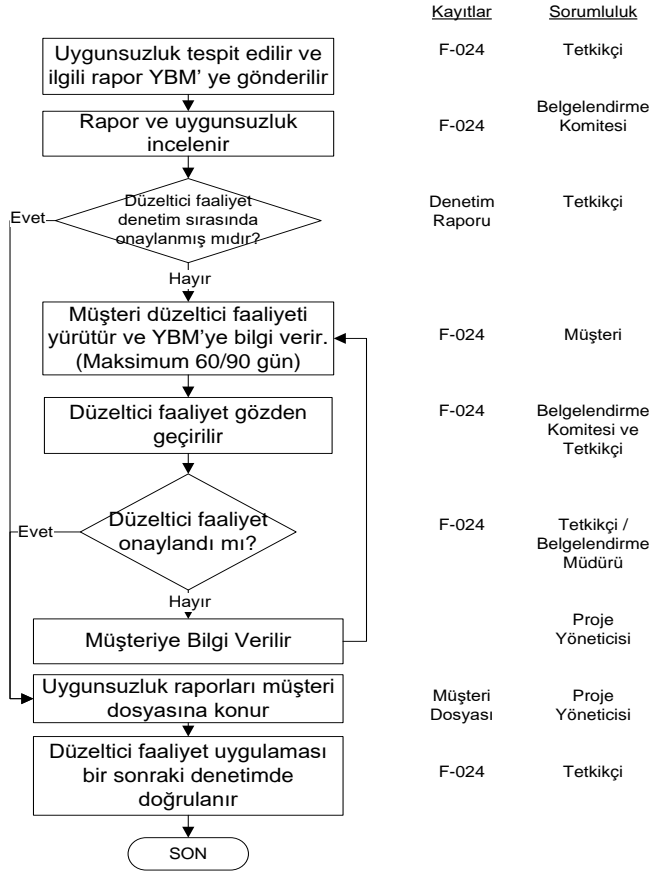 Kayıtlar Sorumluluk
Uygunsuzluk tespit edilir ve
ilgili rapor YBM' ye gönderilir
F-024
Tetkikçi
Rapor ve uygunsuzluk
incelenir
F-024
Belgelendirme
Komitesi
Düzeltici faaliyet
denetim sırasında
onaylanmış mıdır?
Evet
Hayır
Denetim
Raporu
Tetkikçi
Müşteri düzeltici faaliyeti
yürütür ve YBM'ye bilgi verir.
(Maksimum 60/90 gün)
F-024
Müşteri
Düzeltici faaliyet gözden
geçirilir
F-024
Belgelendirme
Komitesi ve
Tetkikçi
Düzeltici faaliyet
onaylandı mı?
Evet
Hayır
F-024
Tetkikçi /
Belgelendirme
Müdürü
Müşteriye Bilgi Verilir
Proje
Yöneticisi
Uygunsuzluk raporları müşteri
dosyasına konur
Müşteri
Dosyası
Proje
Yöneticisi
Düzeltici faaliyet uygulaması
bir sonraki denetimde
doğrulanır
F-024
Tetkikçi
SON